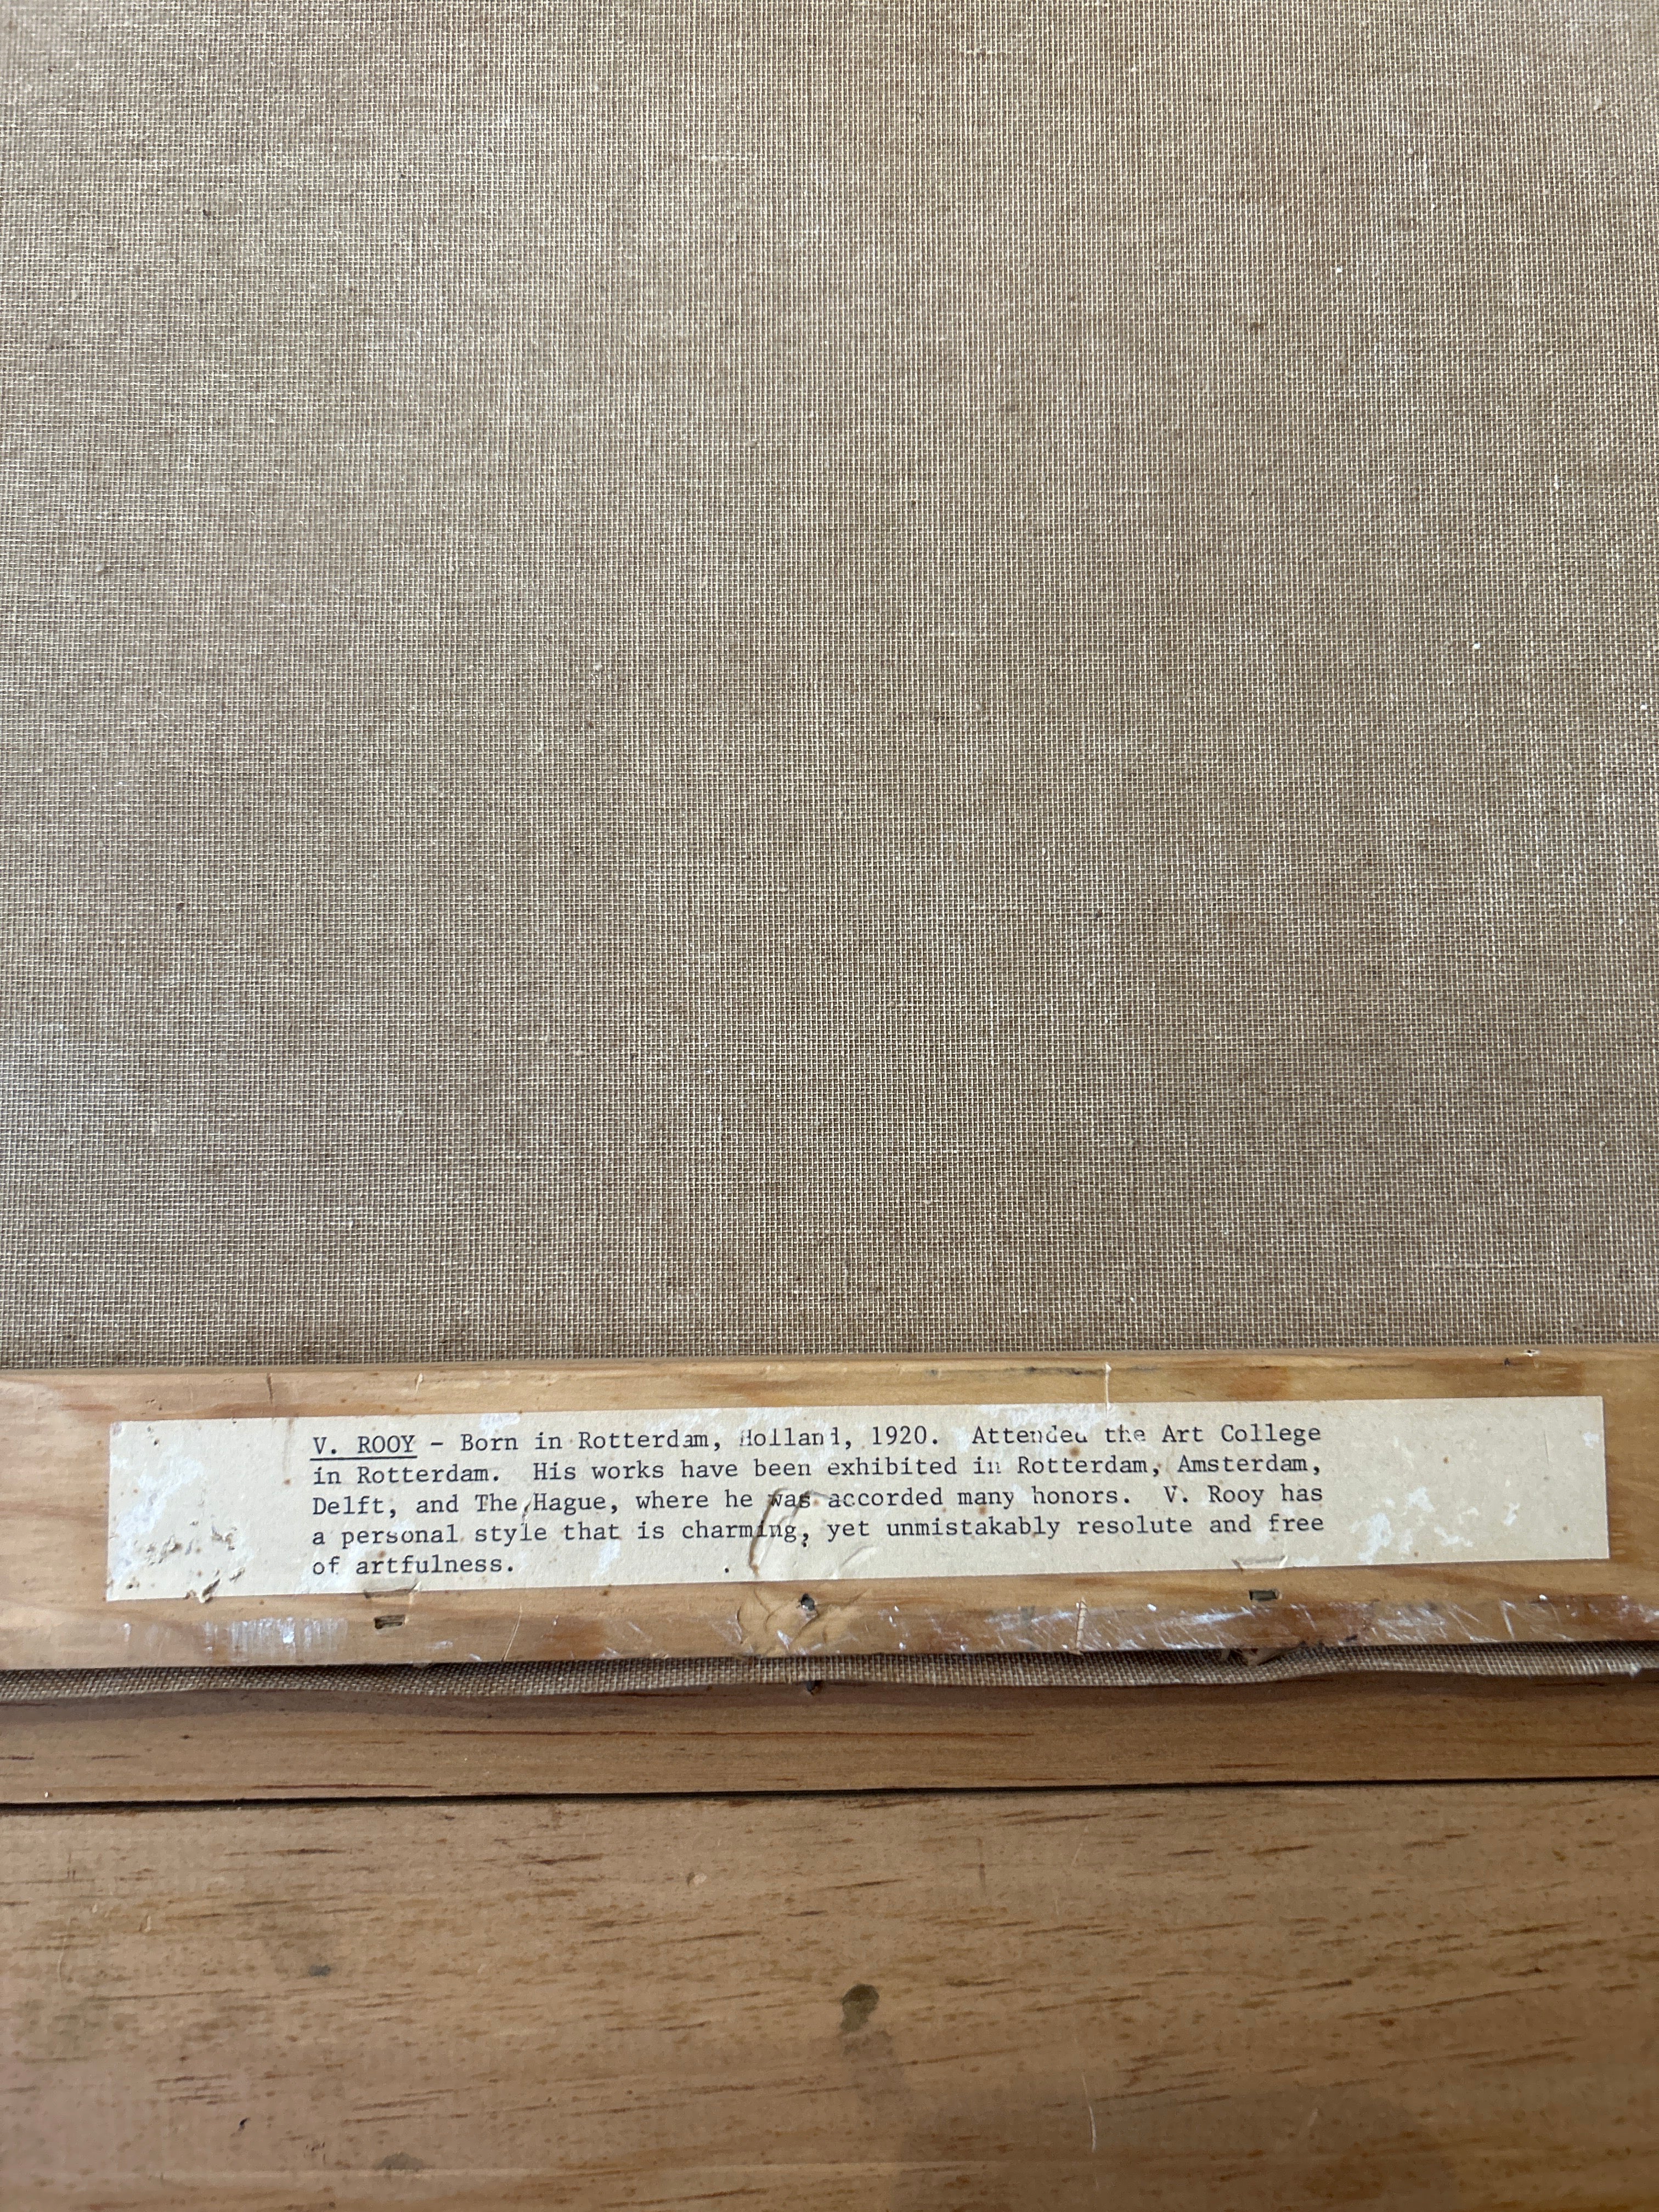 V. ROOY - Born in Rotterdam, Holland, 1920. Attended the Art College
in Rotterdam. His works have been exhibited in Rotterdam, Amsterdam,
Delft, and The Hague, where he was accorded many honors. V. Rooy has
a personal style that is charming, yet unmistakably resolute and free
of artfulness.